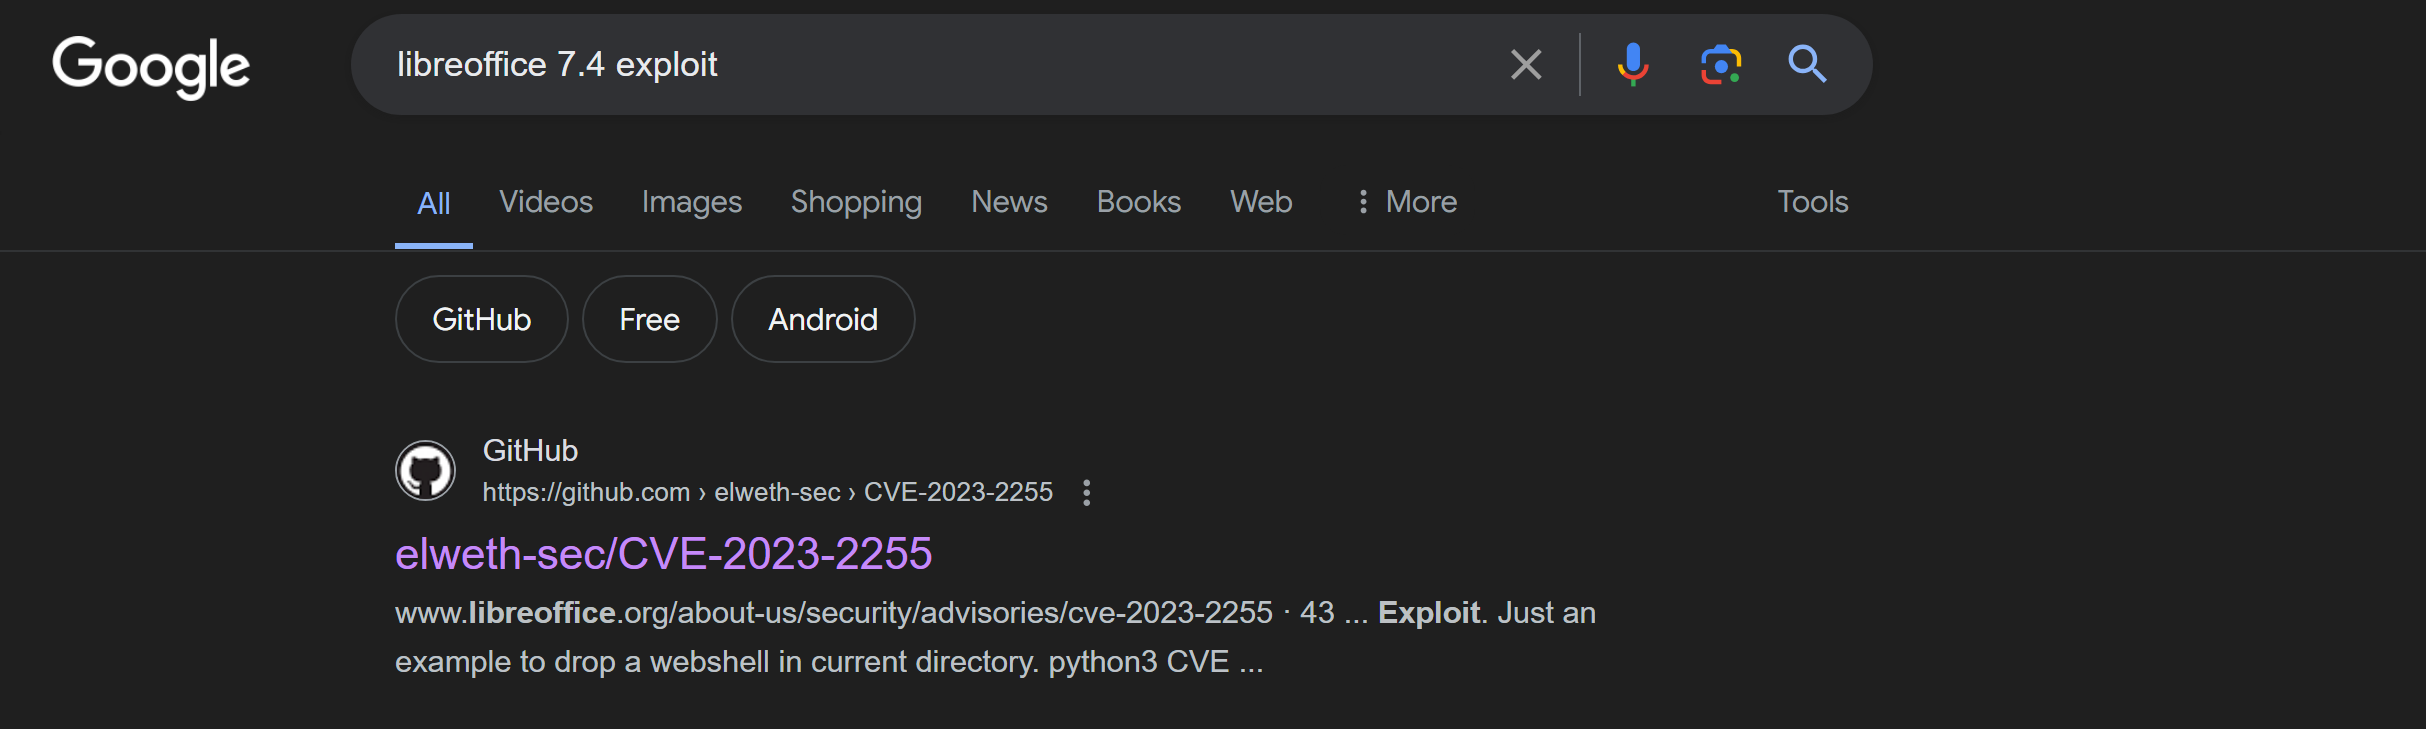 Google
libreoffice 7.4 exploit
All Videos Images Shopping News Books Web More Tools
GitHub Free Android
GitHub
https://github.com › elweth-sec › CVE-2023-2255
elweth-sec/CVE-2023-2255
www.libreoffice.org/about-us/security/advisories/cve-2023-2255 · 43 ... Exploit. Just an
example to drop a webshell in current directory. python3 CVE ...